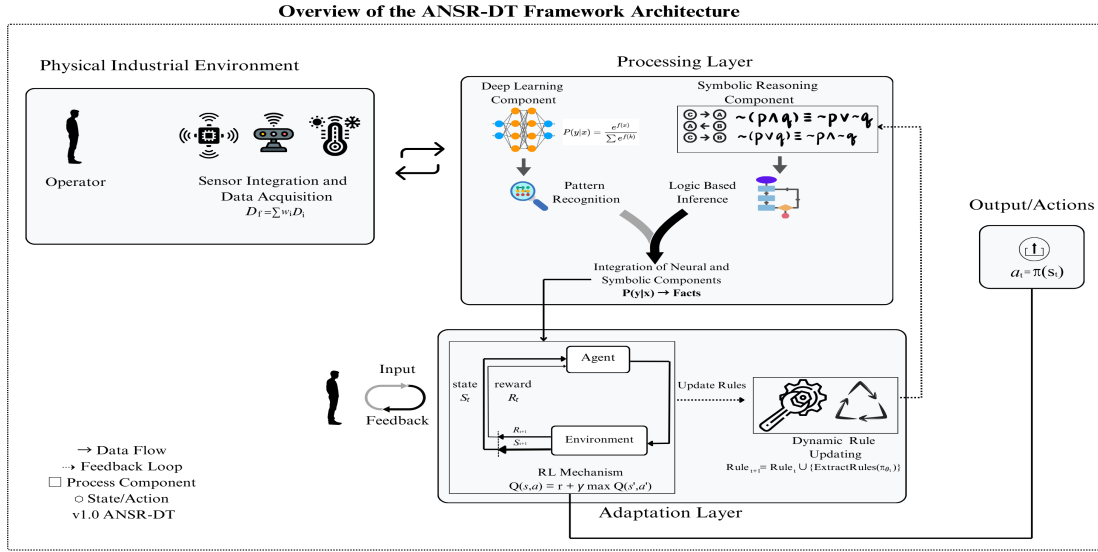 Overview of the ANSR-DT Framework Architecture
Physical Industrial Environment
Operator
Sensor Integration and
Data Acquisition
D_f = ∑ w_i D_i
Processing Layer
Deep Learning
Component
P(y|x) = e^{f(x)} / ∑ e^{f(k)}
Symbolic Reasoning
Component
C → A
A ← B
C → B
~(p∧q) ≡ ~p∨~q
~(p∨q) ≡ ~p∧~q
Pattern
Recognition
Logic Based
Inference
Integration of Neural and
Symbolic Components
P(y|x) → Facts
Output/Actions
a_t = π(s_t)
Input
Feedback
Agent
state
S_t
reward
R_t
R_{t+1}
S_{t+1}
Environment
RL Mechanism
Q(s,a) = r + γ max Q(s',a')
Update Rules
Dynamic Rule
Updating
Rule_{t+1} = Rule_t ∪ {ExtractRules(π_{θ_t})}
Adaptation Layer
→ Data Flow
⇢ Feedback Loop
□ Process Component
○ State/Action
v1.0 ANSR-DT